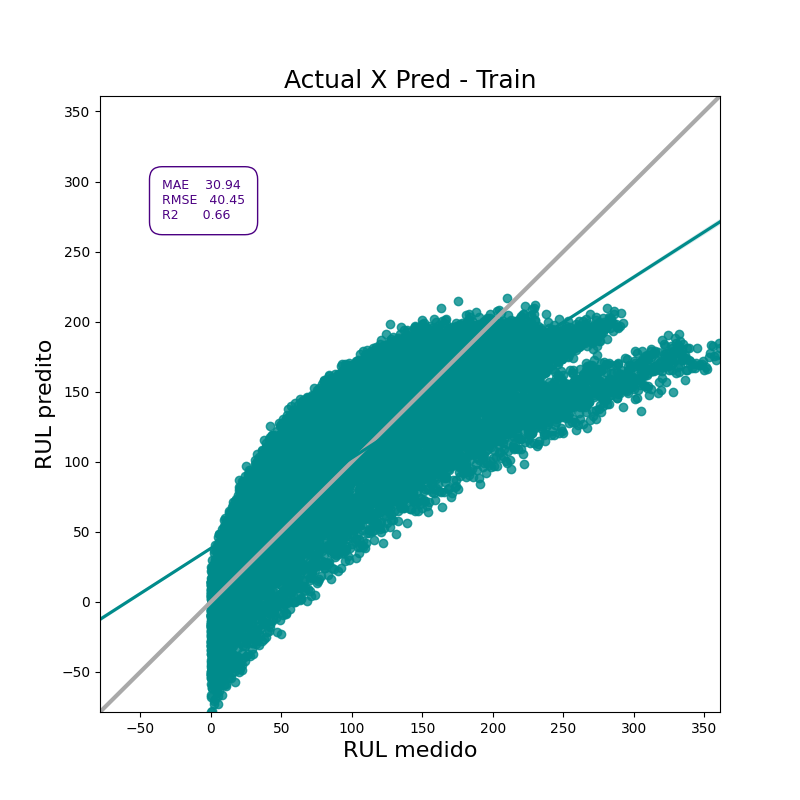 Actual X Pred - Train
350
300
250
200
150
100
50
0
−50
MAE 30.94
RMSE 40.45
R2 0.66
RUL predito
−50 0 50 100 150 200 250 300 350
RUL medido